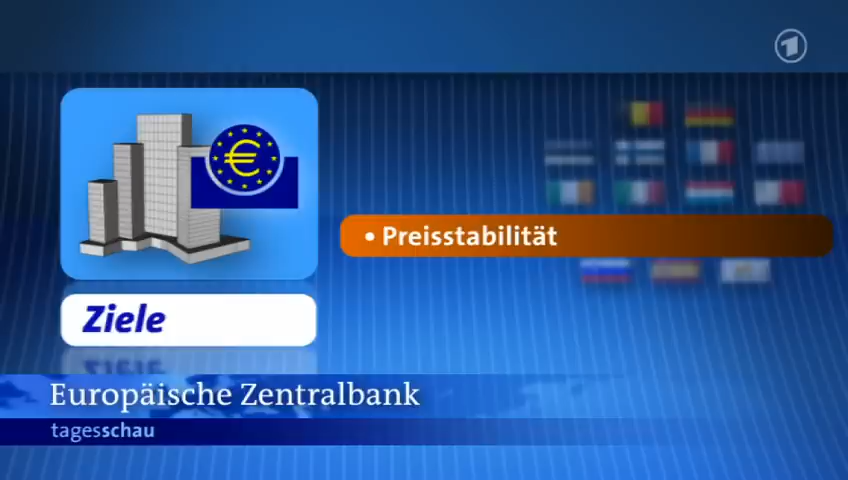 • Preisstabilität
Ziele
Europäische Zentralbank
tagesschau